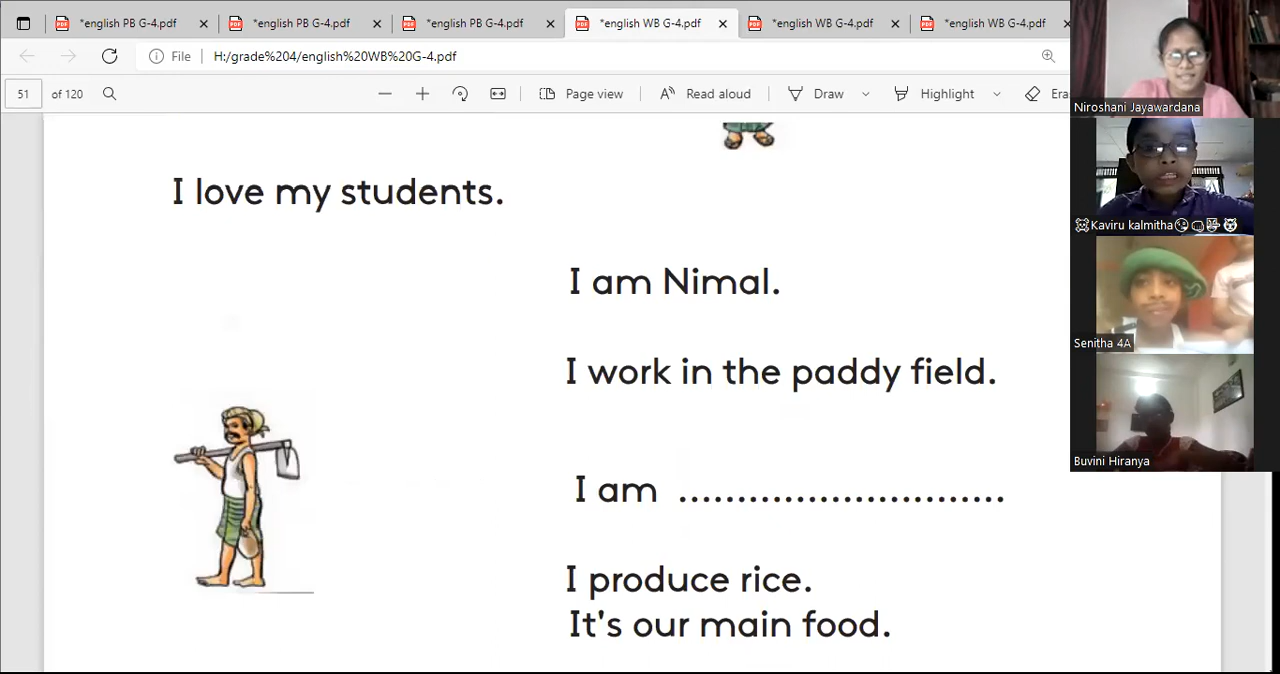 *english PB G-4.pdf
*english PB G-4.pdf
*english PB G-4.pdf
*english WB G-4.pdf
*english WB G-4.pdf
*english WB G-4.pdf
File
H:/grade%204/english%20WB%20G-4.pdf
51 of 120
Page view
Read aloud
Draw
Highlight
Era
I love my students.
I am Nimal.
I work in the paddy field.
I am ............................
I produce rice.
It's our main food.
Niroshani Jayawardana
Kaviru kalmitha
Senitha 4A
Buvini Hiranya